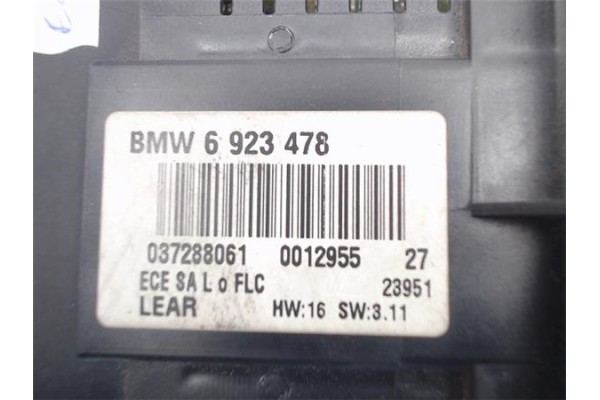 BMW 6 923 478
037288061 0012955 27
ECE SA L o FLC 23951
LEAR HW:16 SW:3.11